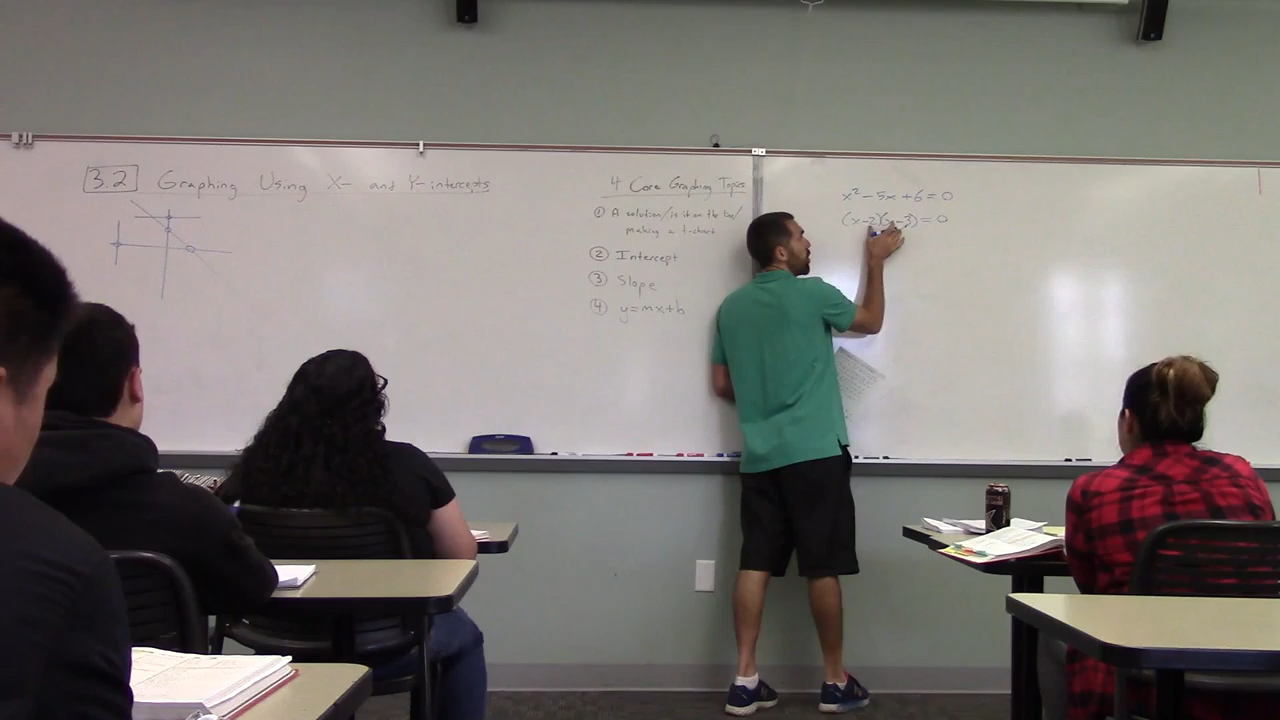 3.2 Graphing Using X- and Y-intercepts
4 Core Graphing Topics
① A solution/is it on the line/
making a t-chart
② Intercept
③ Slope
④ y=mx+b
x² - 5x + 6 = 0
(x-2)(x-3) = 0